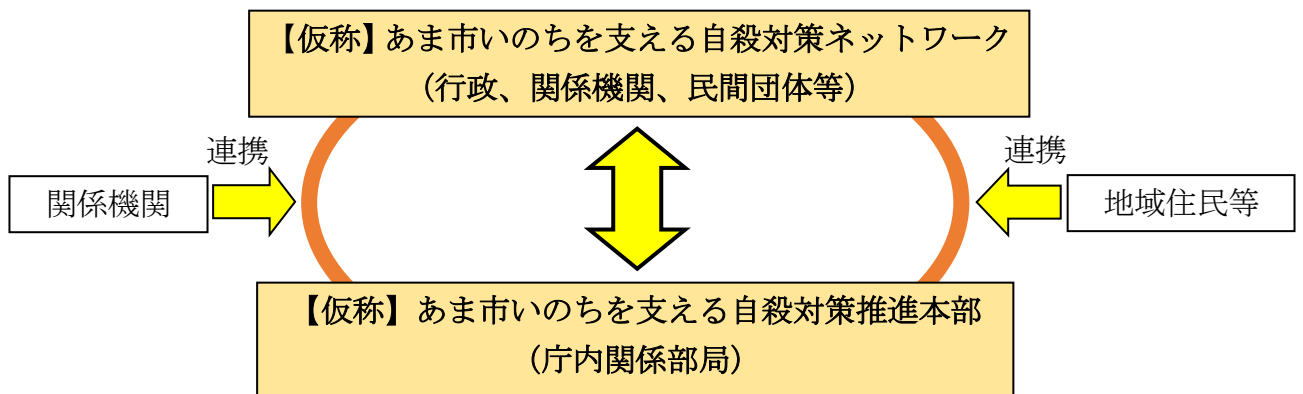 【仮称】あま市いのちを支える自殺対策ネットワーク
（行政、関係機関、民間団体等）
連携
連携
関係機関
地域住民等
【仮称】あま市いのちを支える自殺対策推進本部
（庁内関係部局）